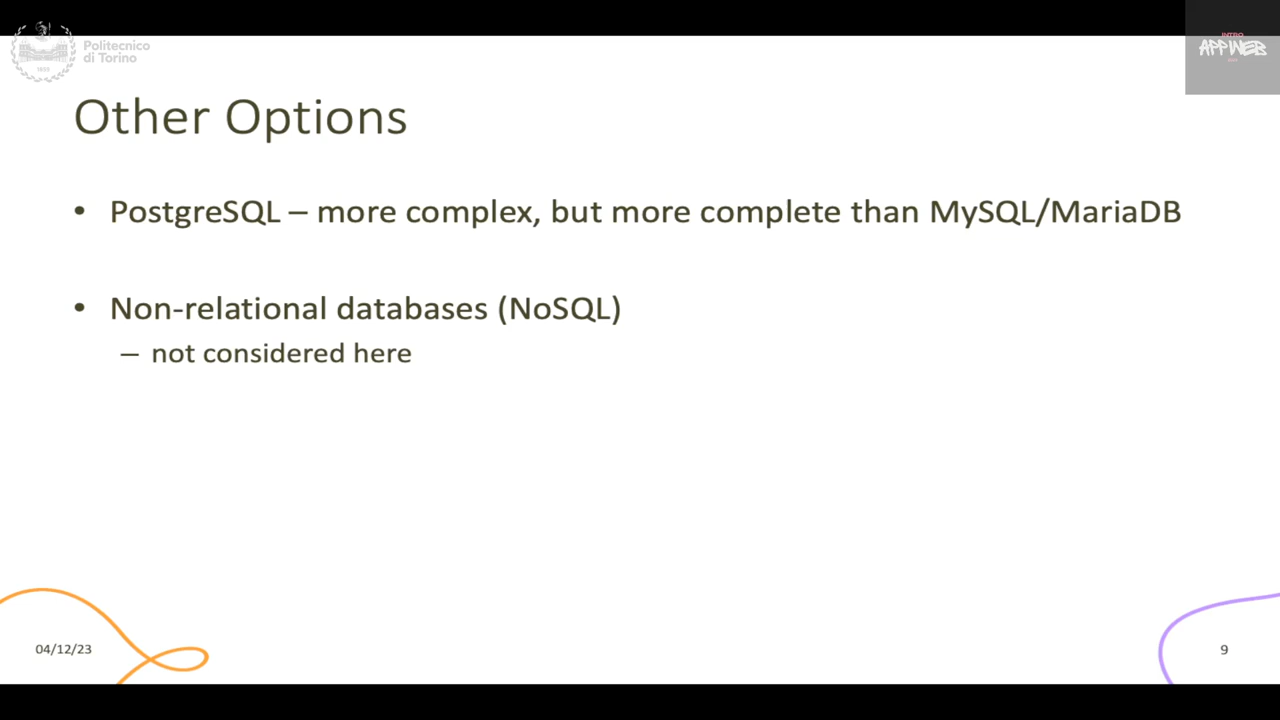 Politecnico
di Torino
1859
INTRO
APPWEB
Other Options
• PostgreSQL – more complex, but more complete than MySQL/MariaDB
• Non-relational databases (NoSQL)
– not considered here
04/12/23
9